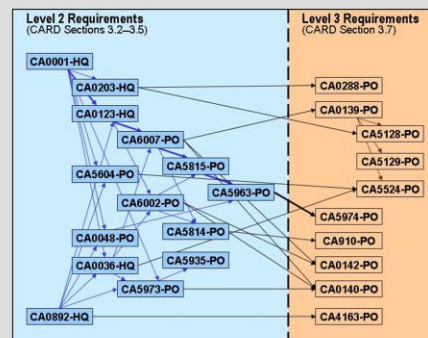 Level 2 Requirements
(CARD Sections 3.2–3.5)
Level 3 Requirements
(CARD Section 3.7)
CA0001-HQ
CA0203-HQ
CA0123-HQ
CA6007-PO
CA5815-PO
CA5604-PO
CA5963-PO
CA6002-PO
CA5814-PO
CA0048-PO
CA0036-HQ
CA5935-PO
CA5973-PO
CA0892-HQ
CA0288-PO
CA0139-PO
CA5128-PO
CA5129-PO
CA5524-PO
CA5974-PO
CA910-PO
CA0142-PO
CA0140-PO
CA4163-PO